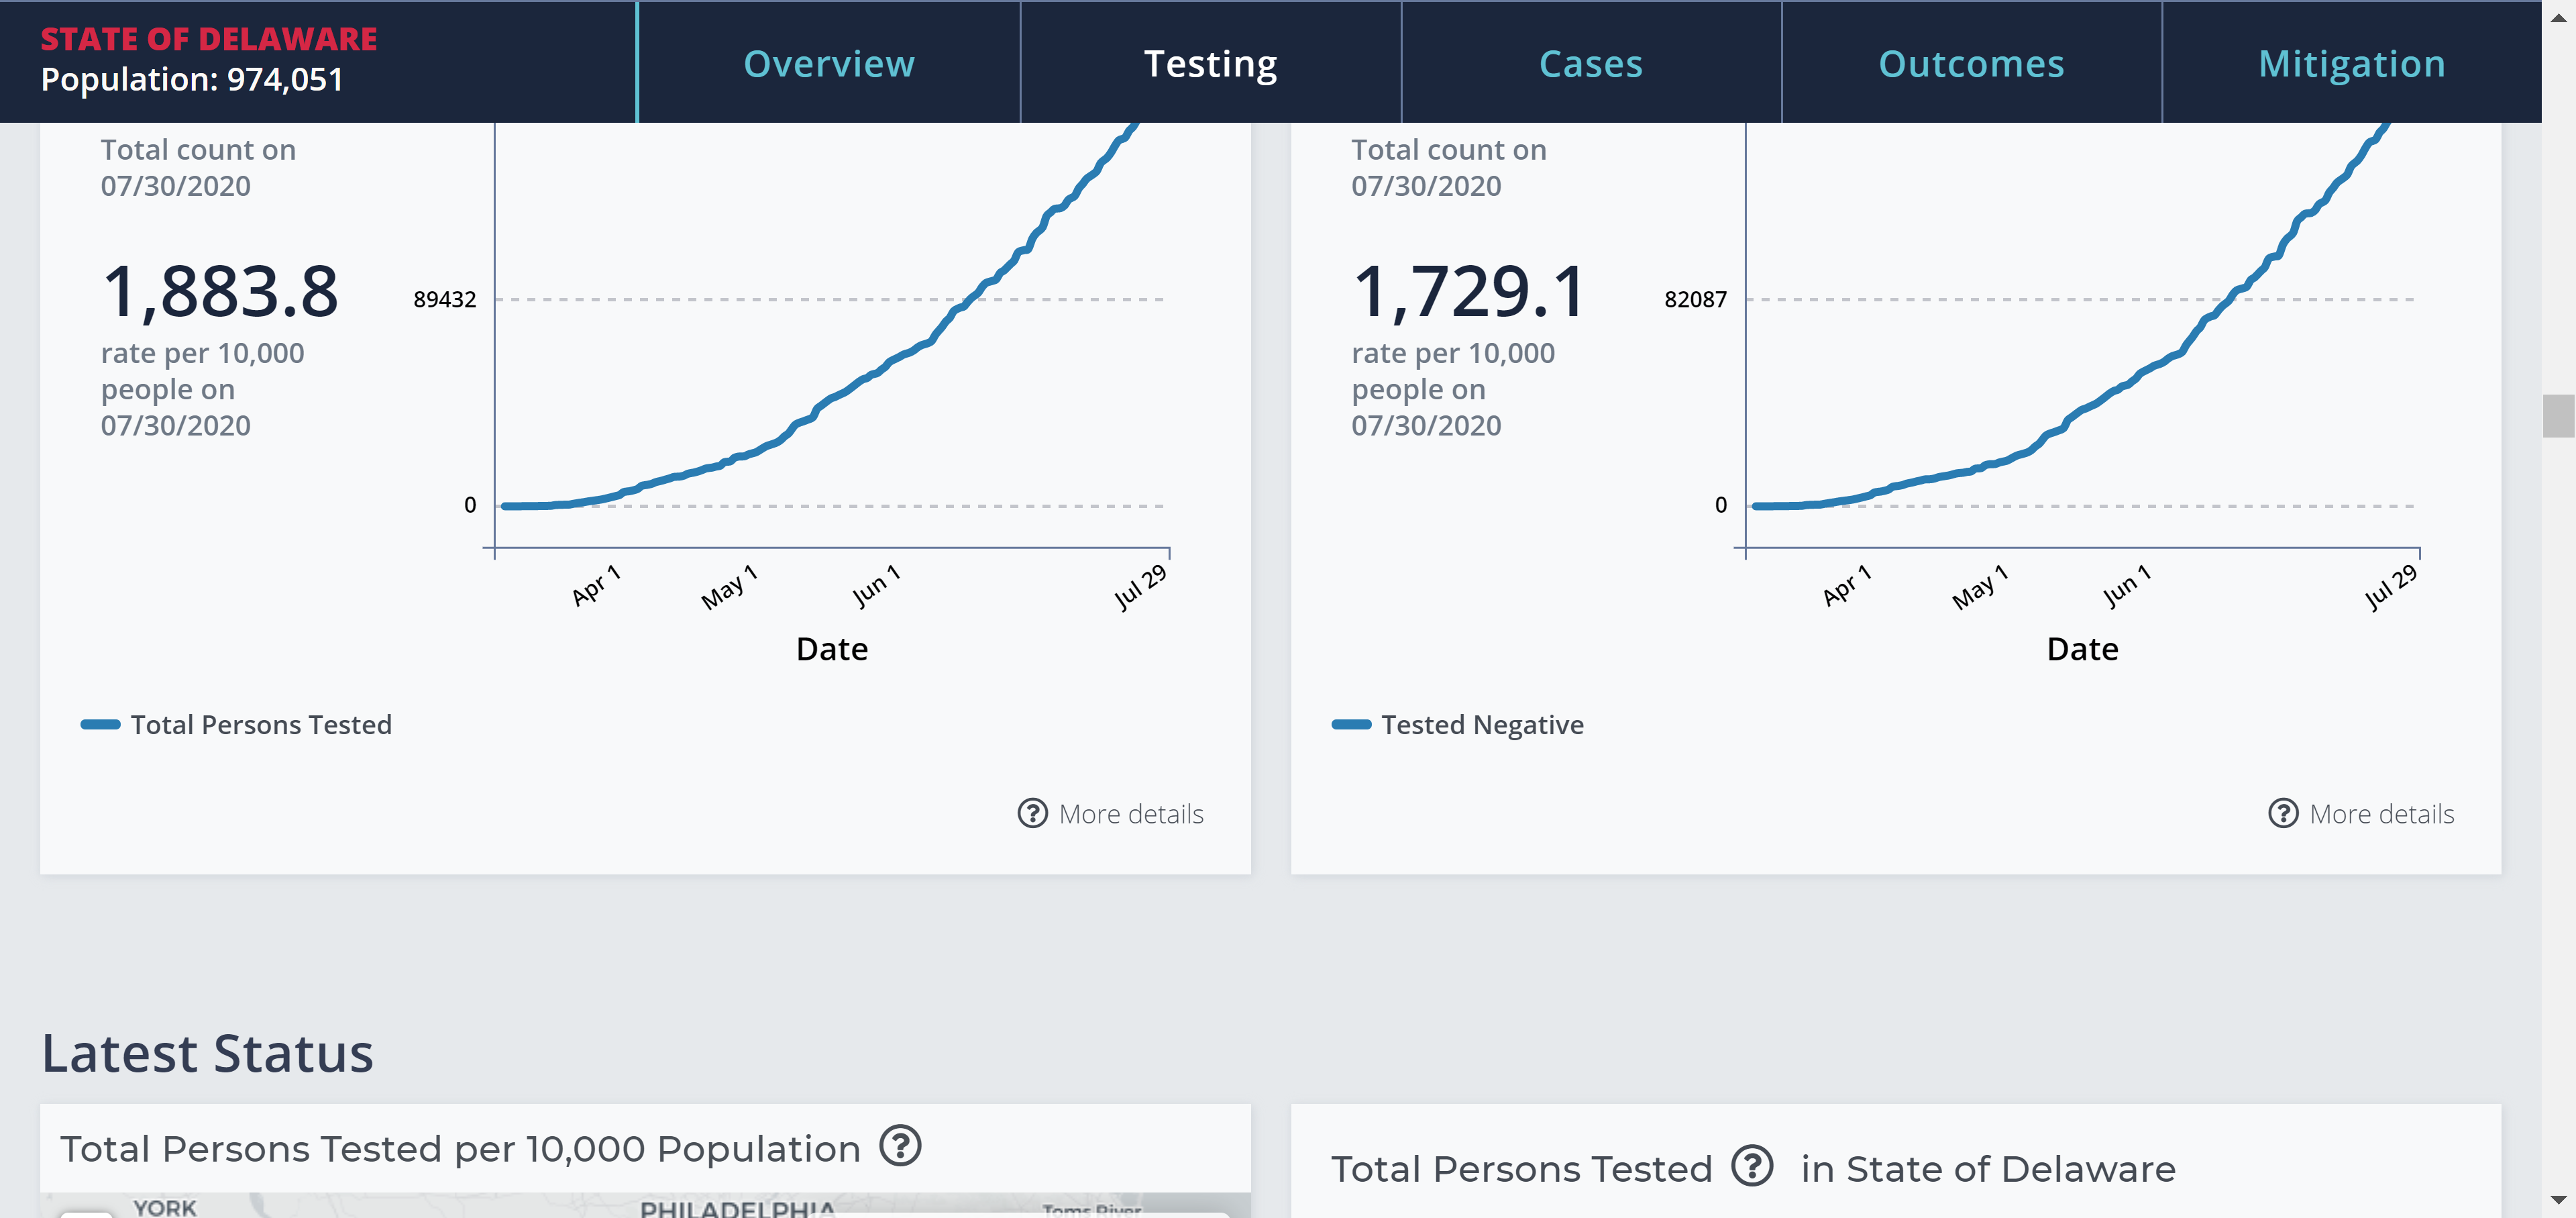 STATE OF DELAWARE
Population: 974,051
Overview
Testing
Cases
Outcomes
Mitigation
Total count on
07/30/2020
1,883.8
rate per 10,000
people on
07/30/2020
89432
0
Apr 1
May 1
Jun 1
Jul 29
Date
Total Persons Tested
More details
Total count on
07/30/2020
1,729.1
rate per 10,000
people on
07/30/2020
82087
0
Apr 1
May 1
Jun 1
Jul 29
Date
Tested Negative
More details
Latest Status
Total Persons Tested per 10,000 Population
YORK
PHILADELPHIA
Toms River
Total Persons Tested in State of Delaware